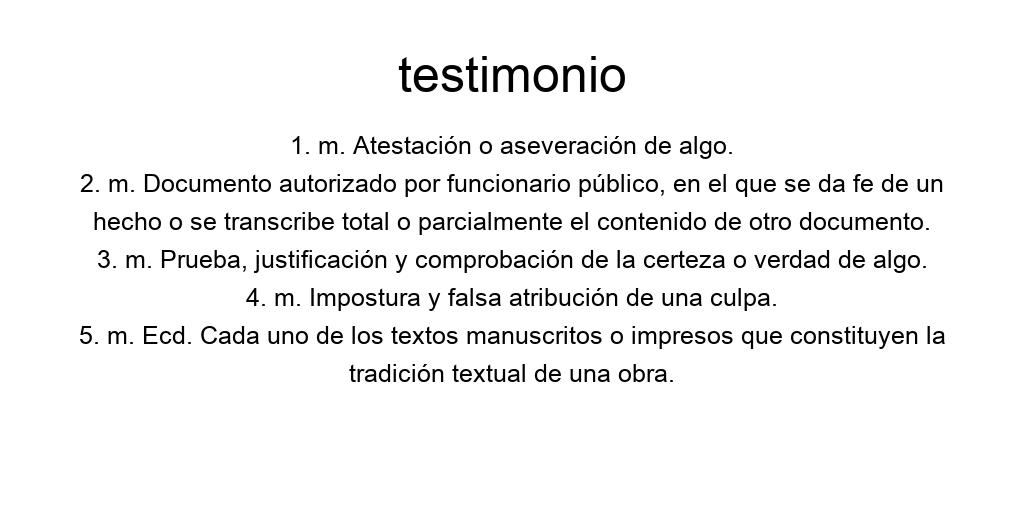 testimonio
1. m. Atestación o aseveración de algo.
2. m. Documento autorizado por funcionario público, en el que se da fe de un
hecho o se transcribe total o parcialmente el contenido de otro documento.
3. m. Prueba, justificación y comprobación de la certeza o verdad de algo.
4. m. Impostura y falsa atribución de una culpa.
5. m. Ecd. Cada uno de los textos manuscritos o impresos que constituyen la
tradición textual de una obra.